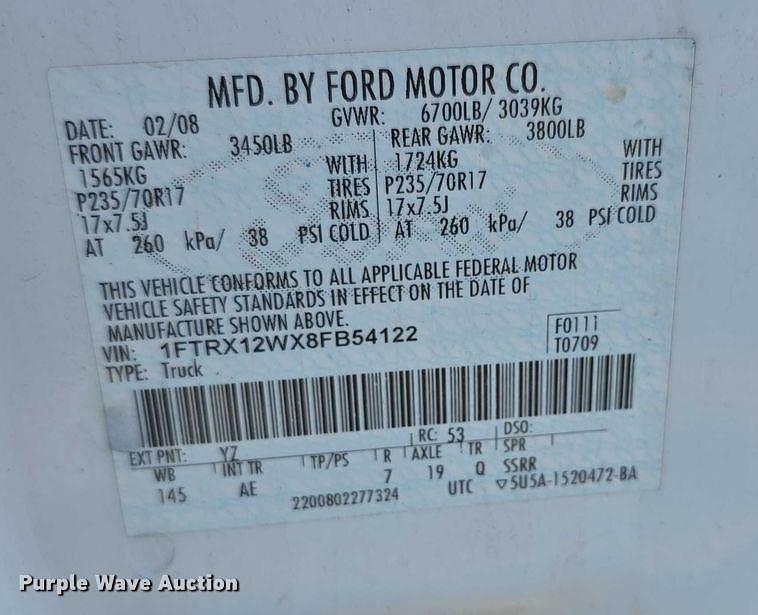 MFD. BY FORD MOTOR CO.
DATE: 02/08 GVWR: 6700LB/ 3039KG
FRONT GAWR: 3450LB REAR GAWR: 3800LB
1565KG WITH 1724KG WITH
P235/70R17 TIRES P235/70R17 TIRES
17x7.5J RIMS 17x7.5J RIMS
AT 260 kPa/ 38 PSI COLD AT 260 kPa/ 38 PSI COLD
THIS VEHICLE CONFORMS TO ALL APPLICABLE FEDERAL MOTOR
VEHICLE SAFETY STANDARDS IN EFFECT ON THE DATE OF
MANUFACTURE SHOWN ABOVE.
VIN: 1FTRX12WX8FB54122 F0111
TYPE: Truck T0709
EXT PNT: YZ RC: 53 DSO:
WB INT TR TP/PS R AXLE TR SPR
145 AE 7 19 Q SSRR
2200802277324 UTC ▽5U5A-1520472-BA
Purple Wave Auction